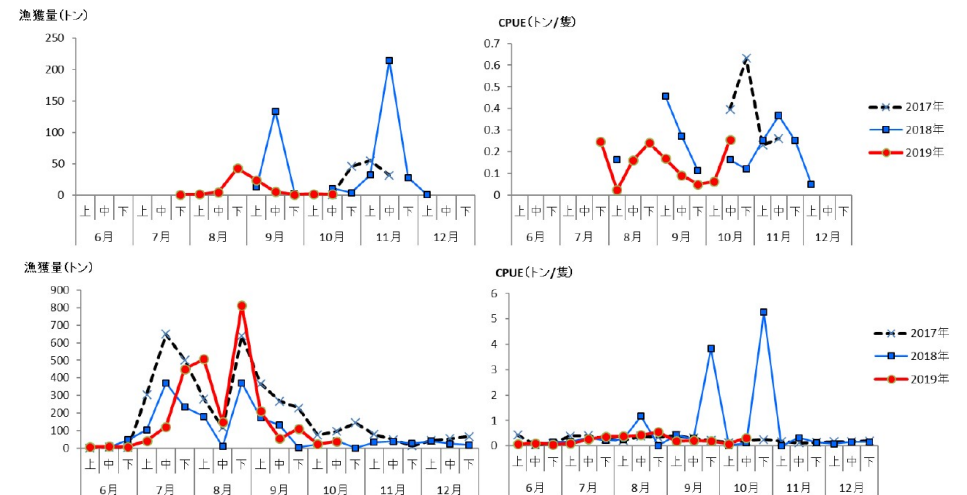 漁獲量(トン)
250
200
150
100
50
0
上 中 下 上 中 下 上 中 下 上 中 下 上 中 下 上 中 下 上 中 下
6月 7月 8月 9月 10月 11月 12月
CPUE(トン/隻)
0.7
0.6
0.5
0.4
0.3
0.2
0.1
0
上 中 下 上 中 下 上 中 下 上 中 下 上 中 下 上 中 下 上 中 下
6月 7月 8月 9月 10月 11月 12月
2017年
2018年
2019年
漁獲量(トン)
900
800
700
600
500
400
300
200
100
0
上 中 下 上 中 下 上 中 下 上 中 下 上 中 下 上 中 下 上 中 下
6月 7月 8月 9月 10月 11月 12月
CPUE(トン/隻)
6
5
4
3
2
1
0
上 中 下 上 中 下 上 中 下 上 中 下 上 中 下 上 中 下 上 中 下
6月 7月 8月 9月 10月 11月 12月
2017年
2018年
2019年